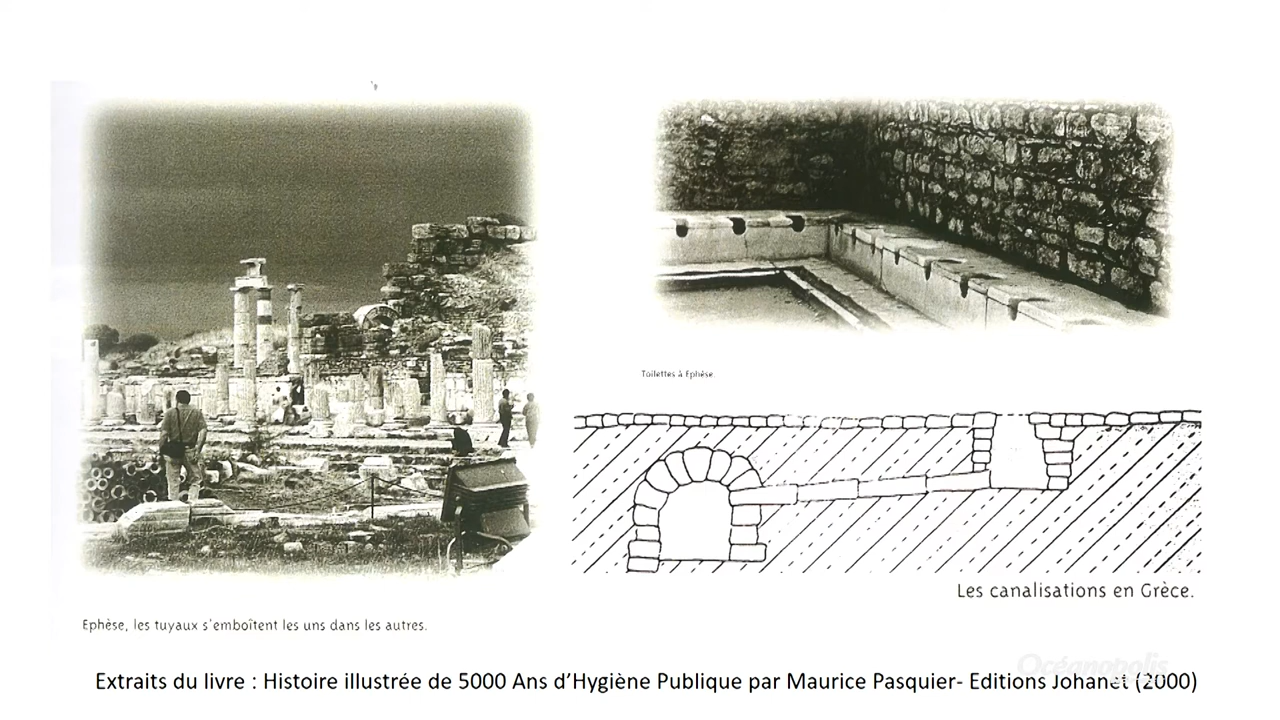 Toilettes à Ephèse.
Les canalisations en Grèce.
Ephèse, les tuyaux s'emboîtent les uns dans les autres.
Océanopolis
Extraits du livre : Histoire illustrée de 5000 Ans d'Hygiène Publique par Maurice Pasquier- Editions Johanet (2000)